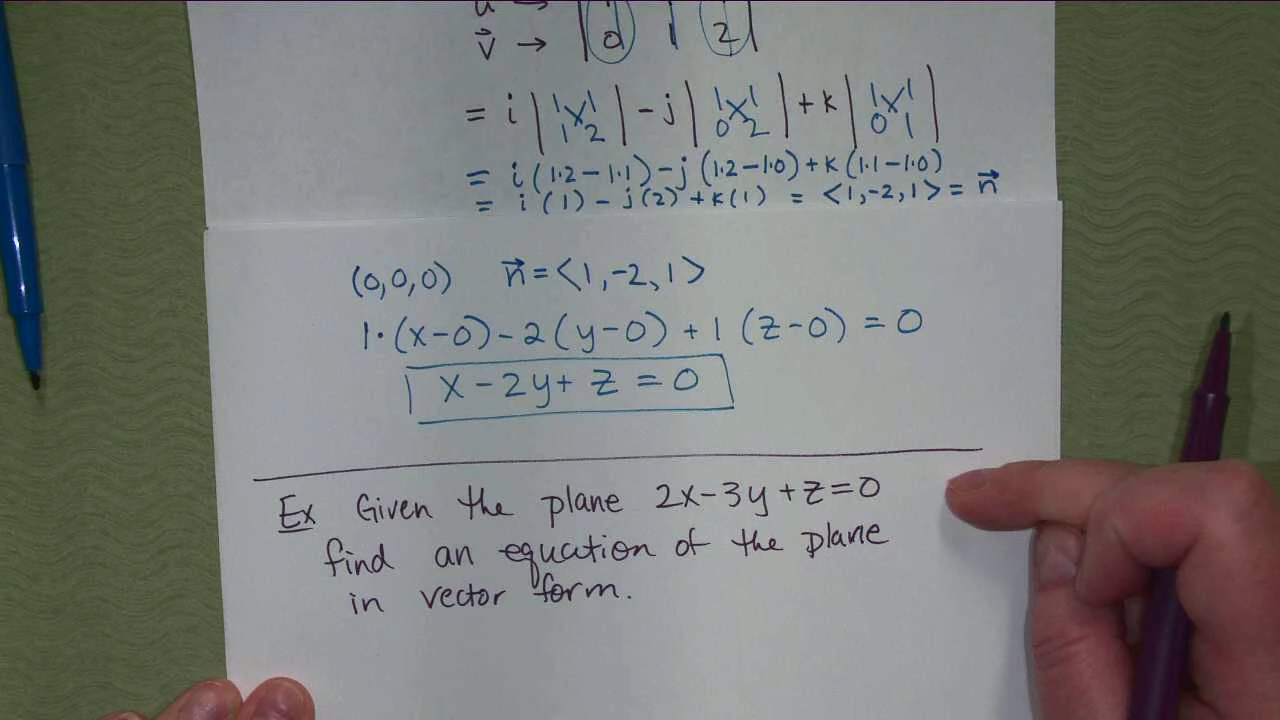 u →
v⃗ → | 0 1 2 |
= i | 1 1 / 1 2 | - j | 1 1 / 0 2 | + k | 1 1 / 0 1 |
= i (1·2 - 1·1) - j (1·2 - 1·0) + k (1·1 - 1·0)
= i (1) - j (2) + k (1) = <1, -2, 1> = n⃗
(0,0,0) n⃗ = <1, -2, 1>
1·(x-0) - 2(y-0) + 1 (z-0) = 0
x - 2y + z = 0
Ex Given the plane 2x - 3y + z = 0
find an equation of the plane
in vector form.